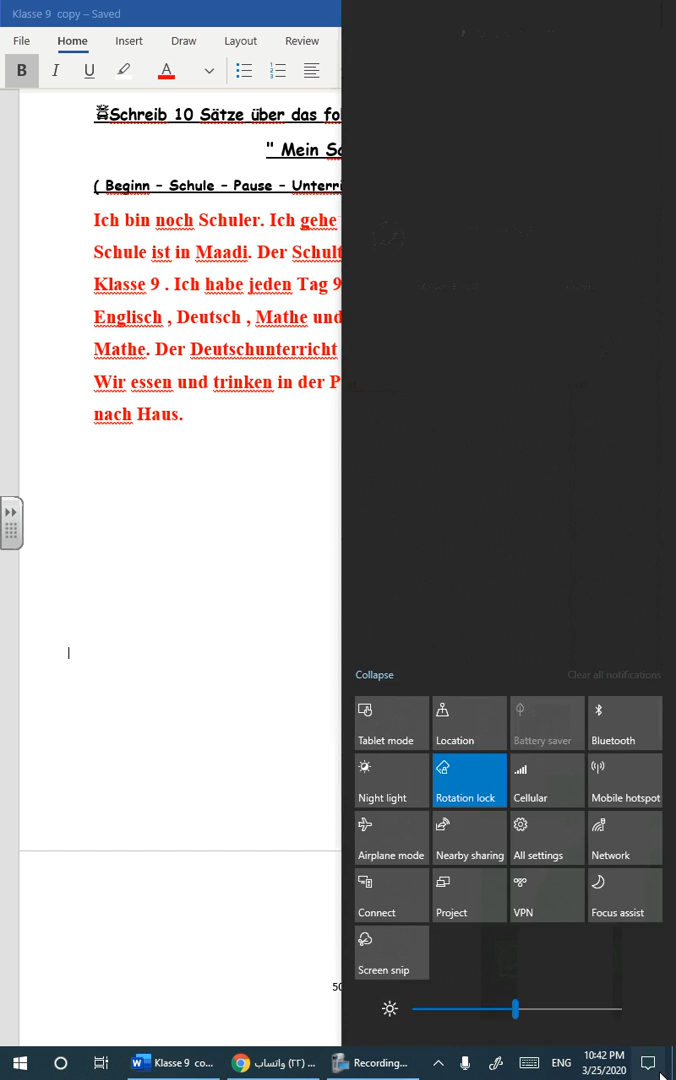 Klasse 9 copy – Saved
File Home Insert Draw Layout Review
B I U A
Schreib 10 Sätze über das fol
" Mein Sc
( Beginn – Schule – Pause – Unterri
Ich bin noch Schuler. Ich gehe
Schule ist in Maadi. Der Schult
Klasse 9 . Ich habe jeden Tag 9
Englisch , Deutsch , Mathe und
Mathe. Der Deutschunterricht
Wir essen und trinken in der P
nach Haus.
50
Collapse Clear all notifications
Tablet mode Location Battery saver Bluetooth
Night light Rotation lock Cellular Mobile hotspot
Airplane mode Nearby sharing All settings Network
Connect Project VPN Focus assist
Screen snip
Klasse 9 co... واتساب (٢٢) ... Recording... ENG 10:42 PM
3/25/2020